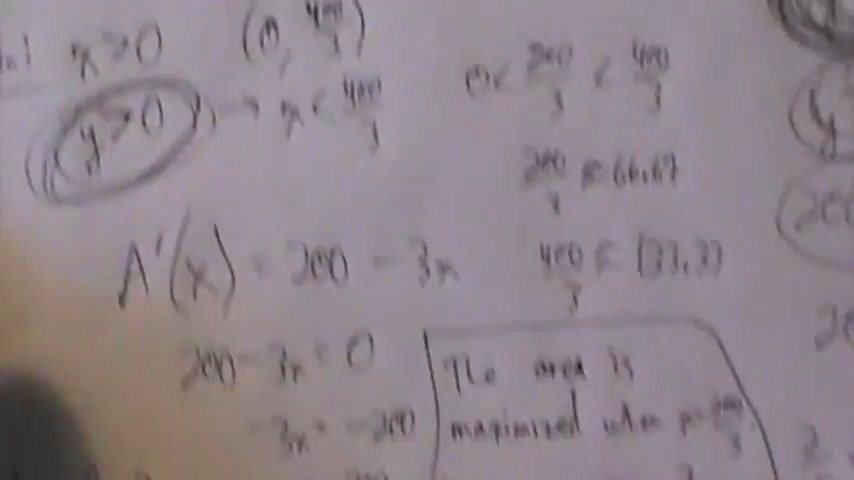 x > 0 (0, 400/3)
y > 0 → x < 400/3
0 < 200/3 < 400/3
200/3 ≈ 66.67
400/3 ≈ 133.33
A'(x) = 200 - 3x
200 - 3x = 0
-3x = -200
The area is
maximized when x = 200/3